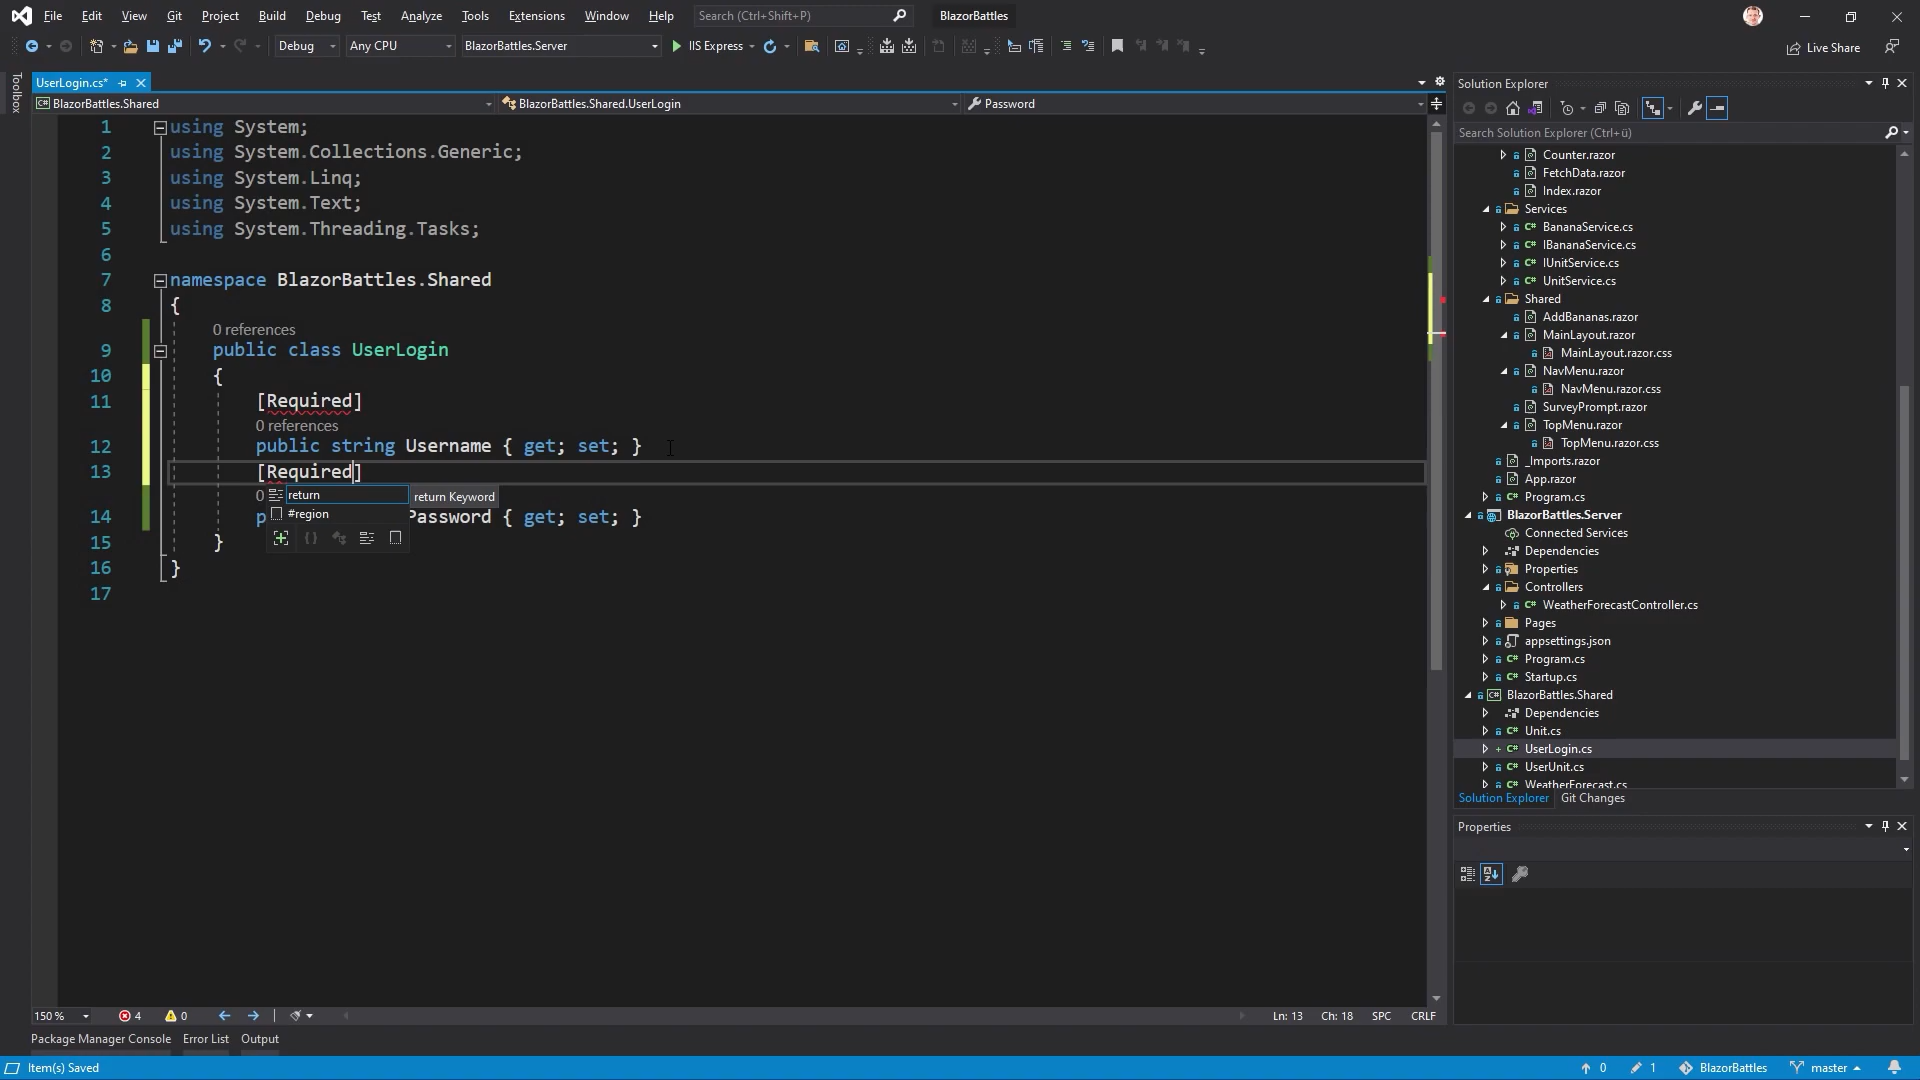 File Edit View Git Project Build Debug Test Analyze Tools Extensions Window Help Search (Ctrl+Shift+P) BlazorBattles
Debug Any CPU BlazorBattles.Server IIS Express Live Share
Toolbox
UserLogin.cs*
BlazorBattles.Shared BlazorBattles.Shared.UserLogin Password
1 using System;
2 using System.Collections.Generic;
3 using System.Linq;
4 using System.Text;
5 using System.Threading.Tasks;
6
7 namespace BlazorBattles.Shared
8 {
0 references
9 public class UserLogin
10 {
11 [Required]
0 references
12 public string Username { get; set; }
13 [Required]
0
return
return Keyword
#region
14 p Password { get; set; }
15 }
16 }
17
150 % 4 0 Ln: 13 Ch: 18 SPC CRLF
Package Manager Console Error List Output
Item(s) Saved 0 1 BlazorBattles master
Solution Explorer
Search Solution Explorer (Ctrl+ü)
Counter.razor
FetchData.razor
Index.razor
Services
BananaService.cs
IBananaService.cs
IUnitService.cs
UnitService.cs
Shared
AddBananas.razor
MainLayout.razor
MainLayout.razor.css
NavMenu.razor
NavMenu.razor.css
SurveyPrompt.razor
TopMenu.razor
TopMenu.razor.css
_Imports.razor
App.razor
Program.cs
BlazorBattles.Server
Connected Services
Dependencies
Properties
Controllers
WeatherForecastController.cs
Pages
appsettings.json
Program.cs
Startup.cs
BlazorBattles.Shared
Dependencies
Unit.cs
UserLogin.cs
UserUnit.cs
WeatherForecast.cs
Solution Explorer Git Changes
Properties